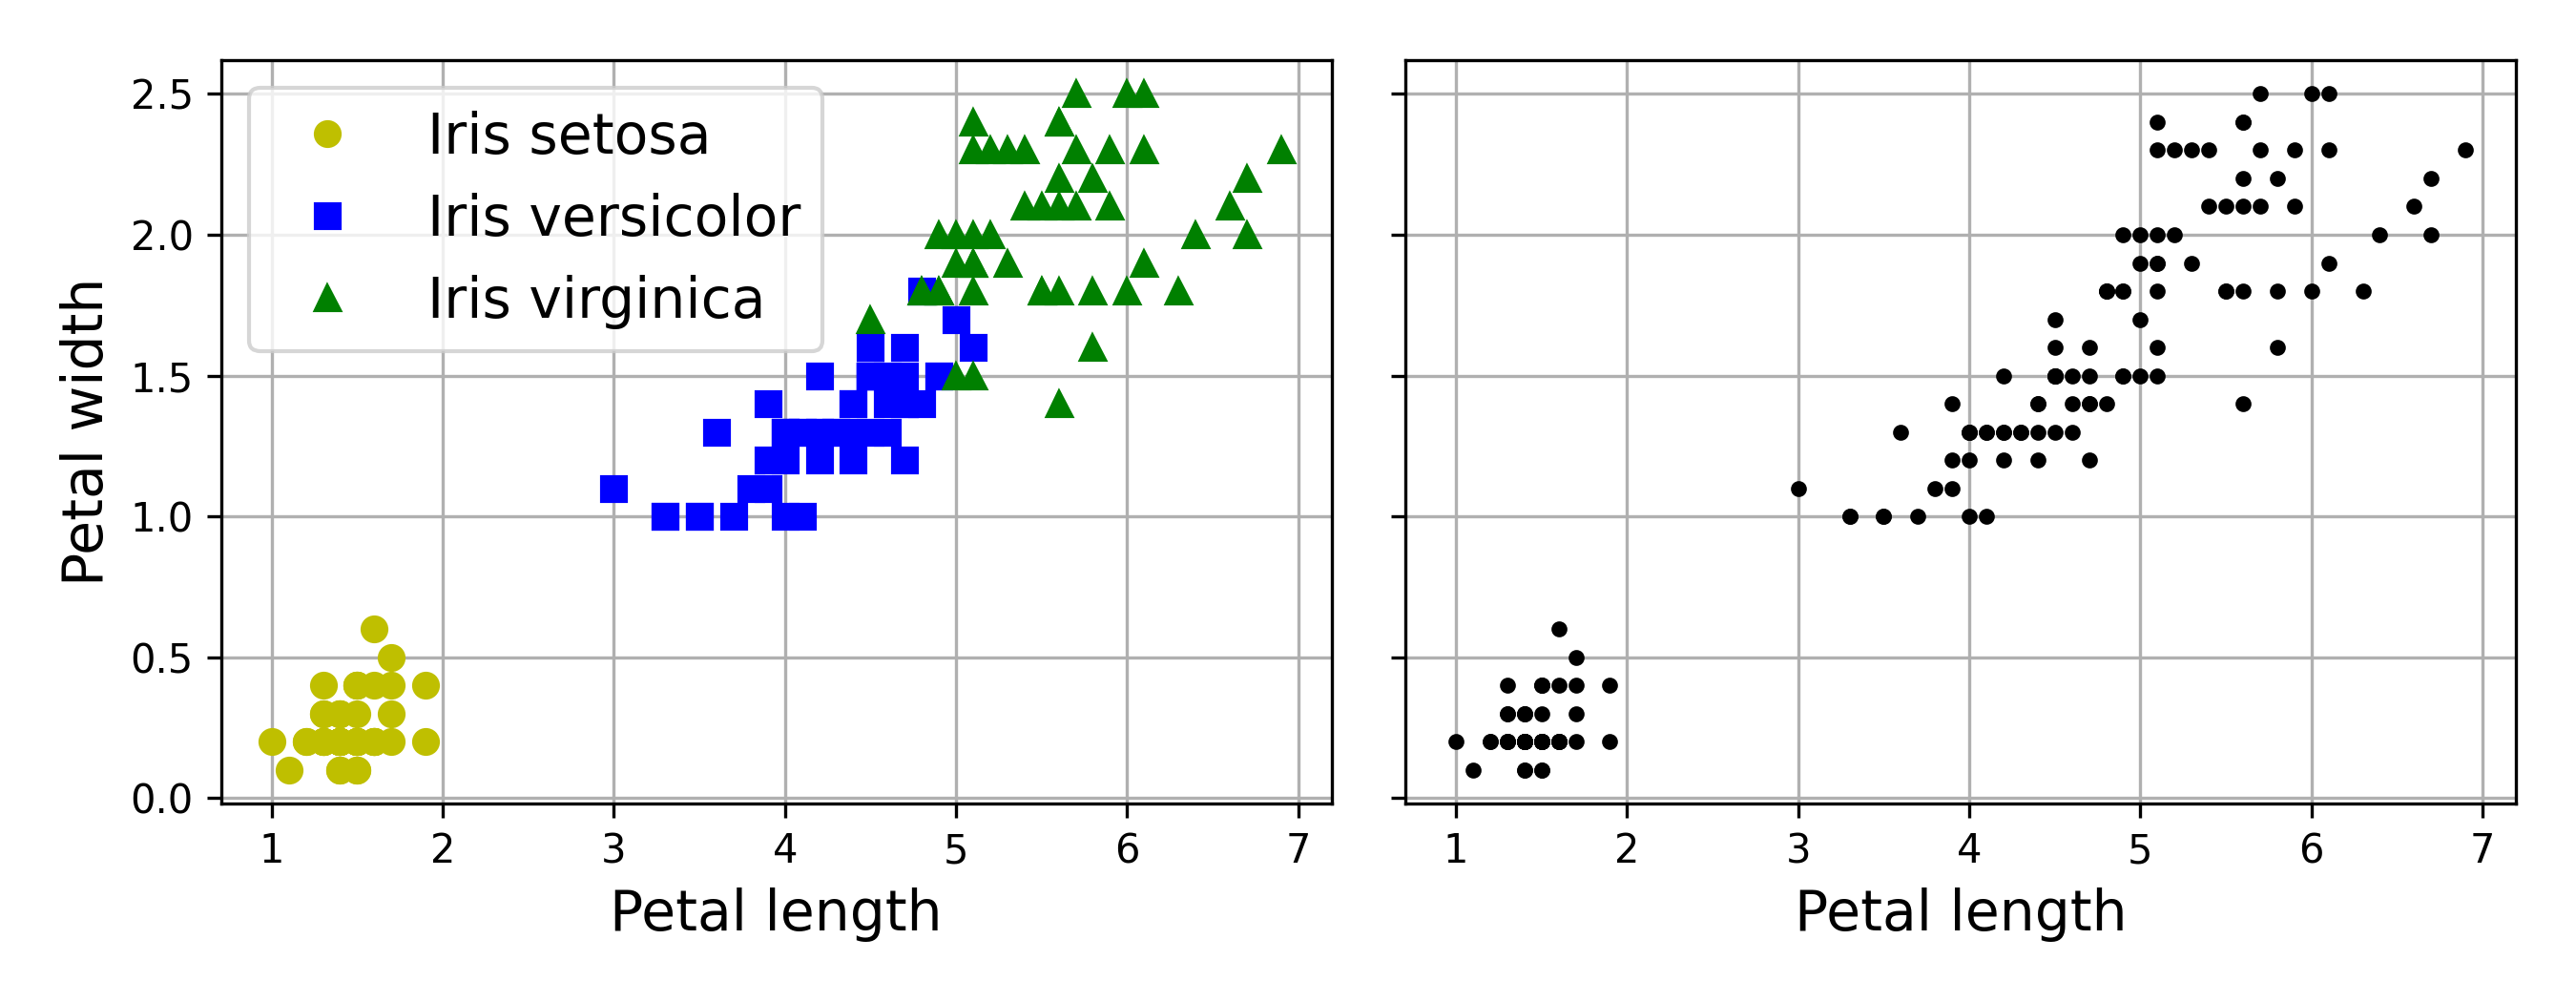 Iris setosa
Iris versicolor
Iris virginica
Petal width
2.5
2.0
1.5
1.0
0.5
0.0
1 2 3 4 5 6 7
Petal length
1 2 3 4 5 6 7
Petal length